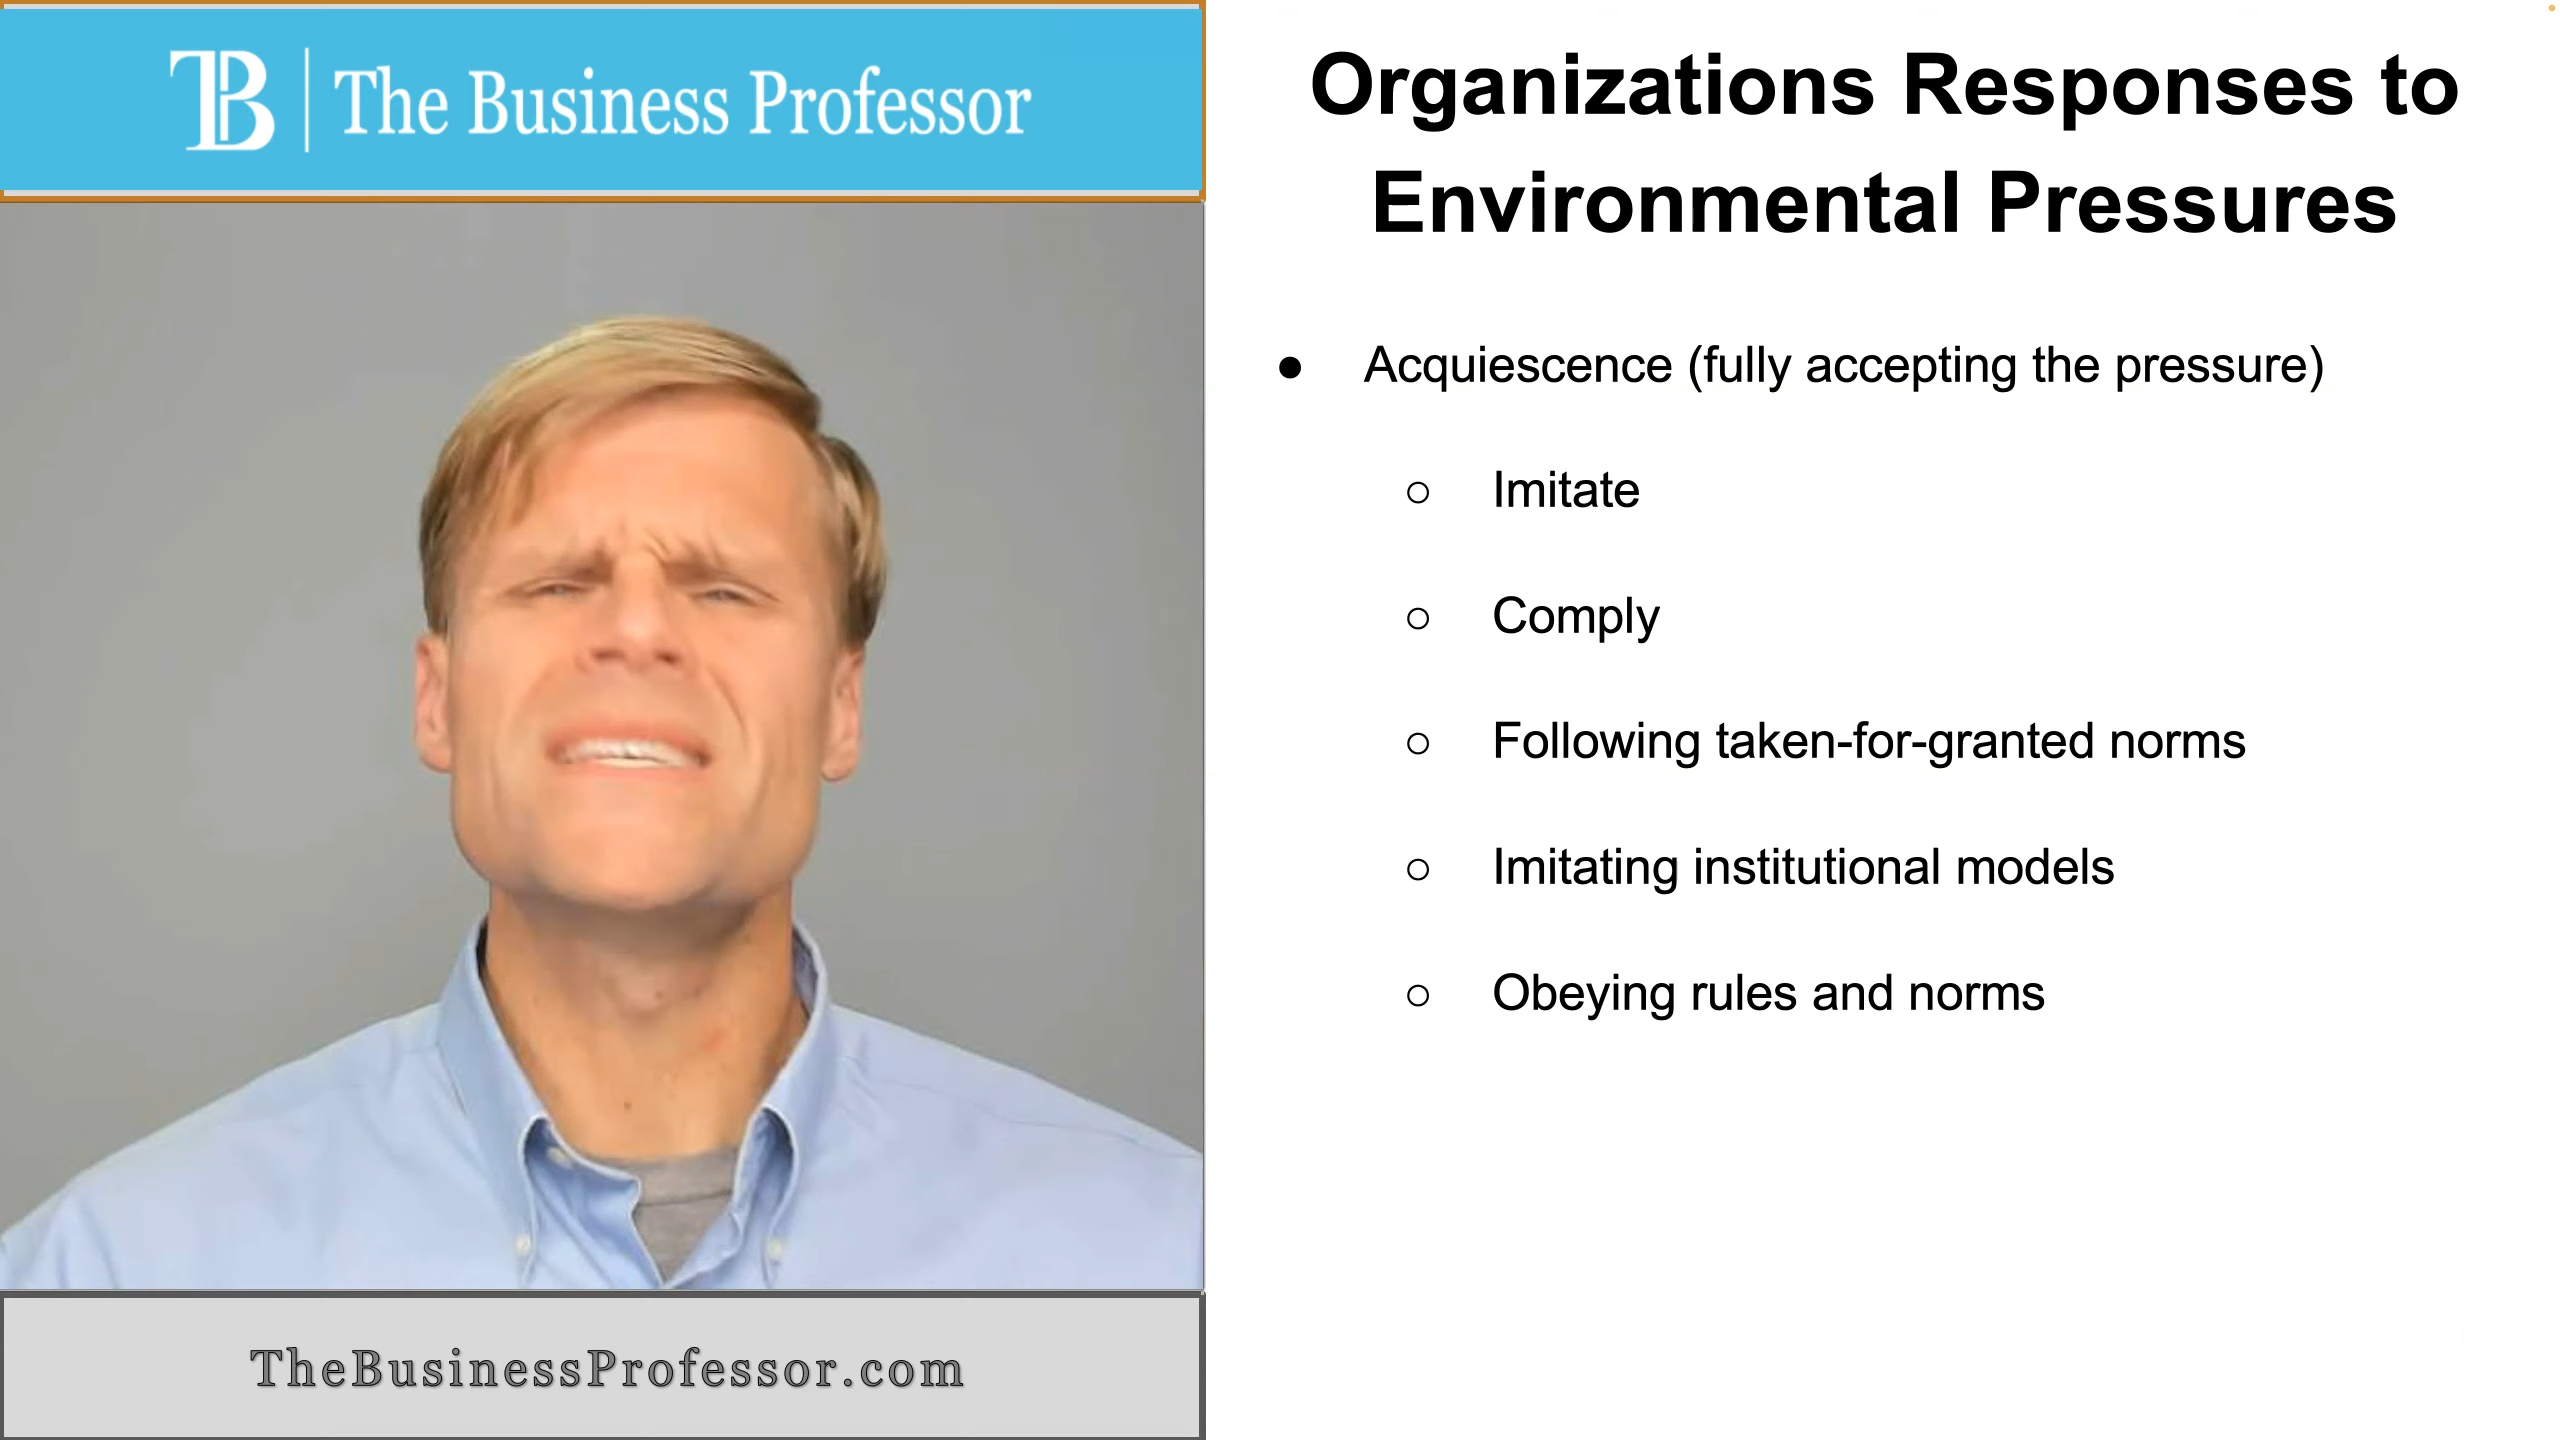 TB | The Business Professor
Organizations Responses to
Environmental Pressures
● Acquiescence (fully accepting the pressure)
○ Imitate
○ Comply
○ Following taken-for-granted norms
○ Imitating institutional models
○ Obeying rules and norms
TheBusinessProfessor.com